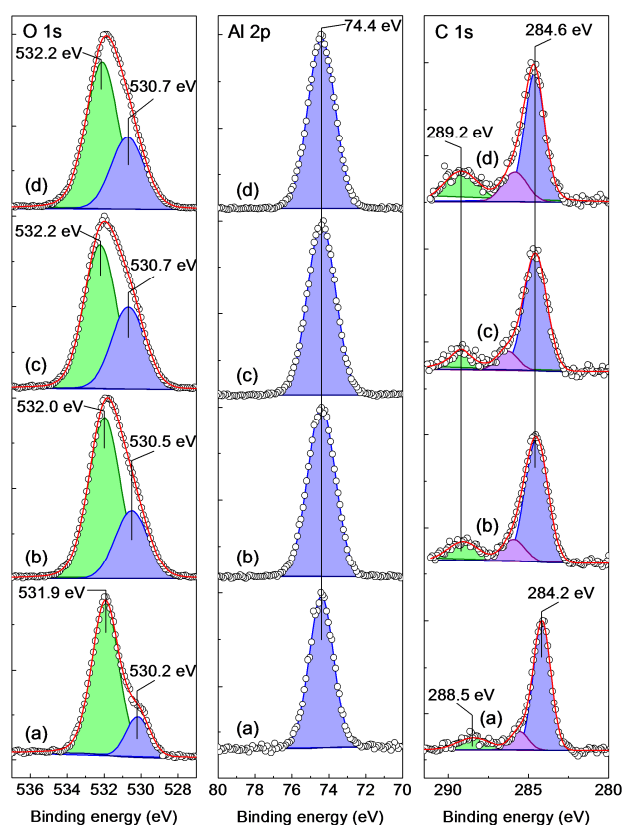 O 1s
532.2 eV
530.7 eV
(d)
532.2 eV
530.7 eV
(c)
532.0 eV
530.5 eV
(b)
531.9 eV
530.2 eV
(a)
536 534 532 530 528
Binding energy (eV)
Al 2p
74.4 eV
(d)
(c)
(b)
(a)
80 78 76 74 72 70
Binding energy (eV)
C 1s
284.6 eV
289.2 eV
(d)
(c)
(b)
284.2 eV
288.5 eV
(a)
290 285 280
Binding energy (eV)